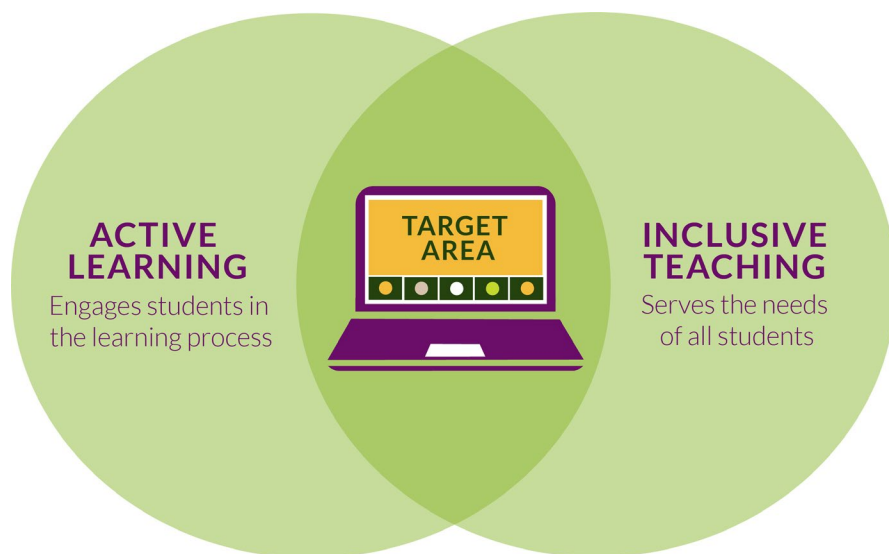 ACTIVE
LEARNING
Engages students in
the learning process
TARGET
AREA
INCLUSIVE
TEACHING
Serves the needs
of all students